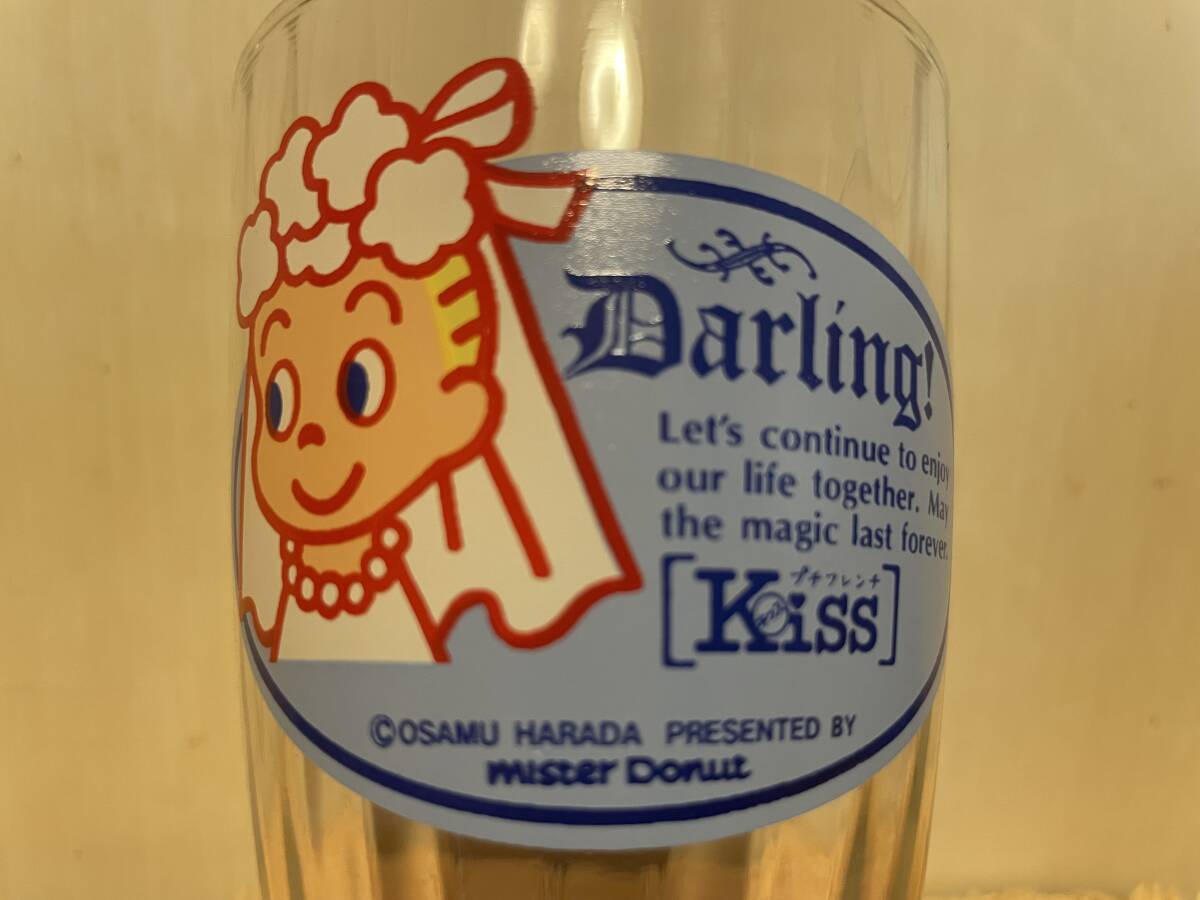 Darling!
Let's continue to enjoy
our life together. May
the magic last forever.
プチフレンチ
[Kiss]
©OSAMU HARADA PRESENTED BY
mister Donut